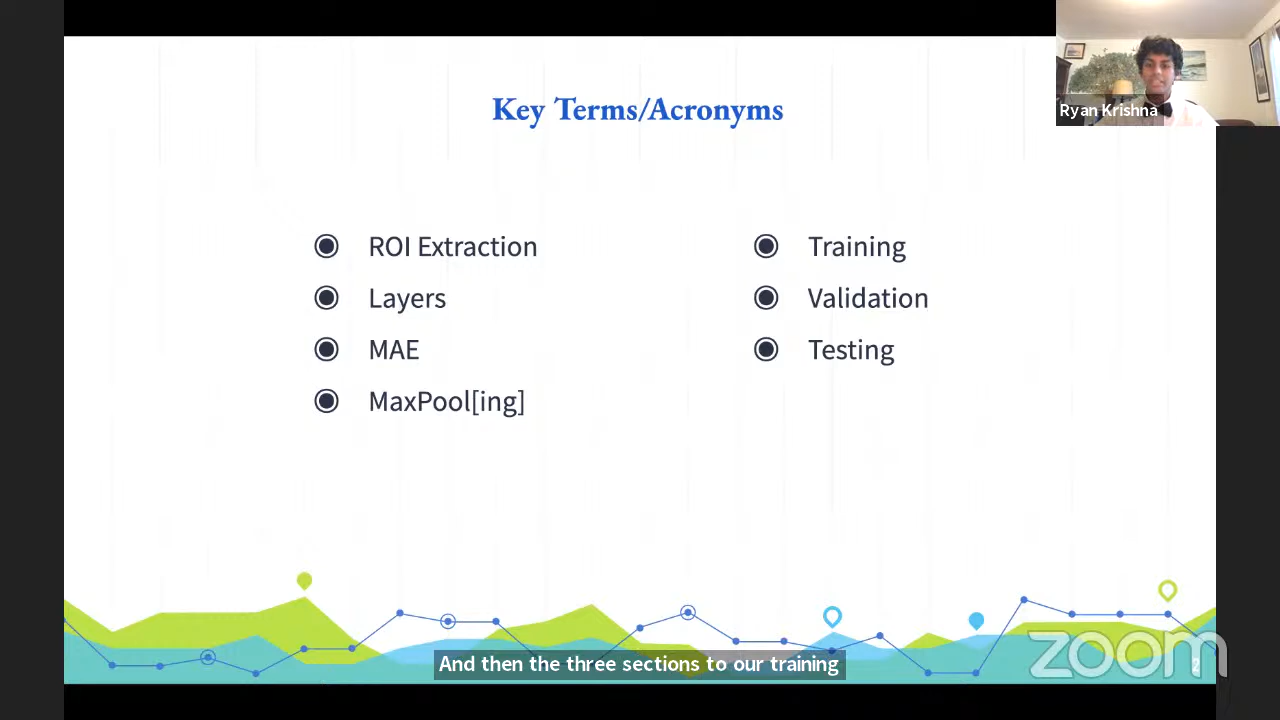 Key Terms/Acronyms
Ryan Krishna
ROI Extraction
Layers
MAE
MaxPool[ing]
Training
Validation
Testing
And then the three sections to our training
zoom
2